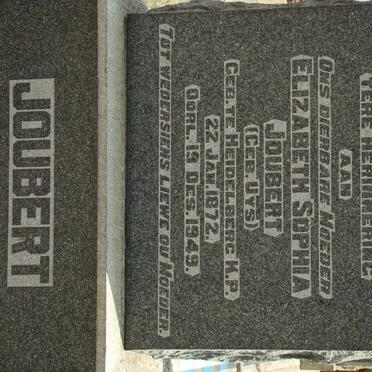 TERE HERINNERING
AAN
ONS DIERBARE MOEDER
ELIZABETH SOPHIA
JOUBERT
(GEB. UYS)
GEB. TE HEIDELBERG K.P.
22 JAN. 1872
OORL. 19 DES. 1949.
TOT WEDERSIENS LIEWE OU MOEDER
JOUBERT